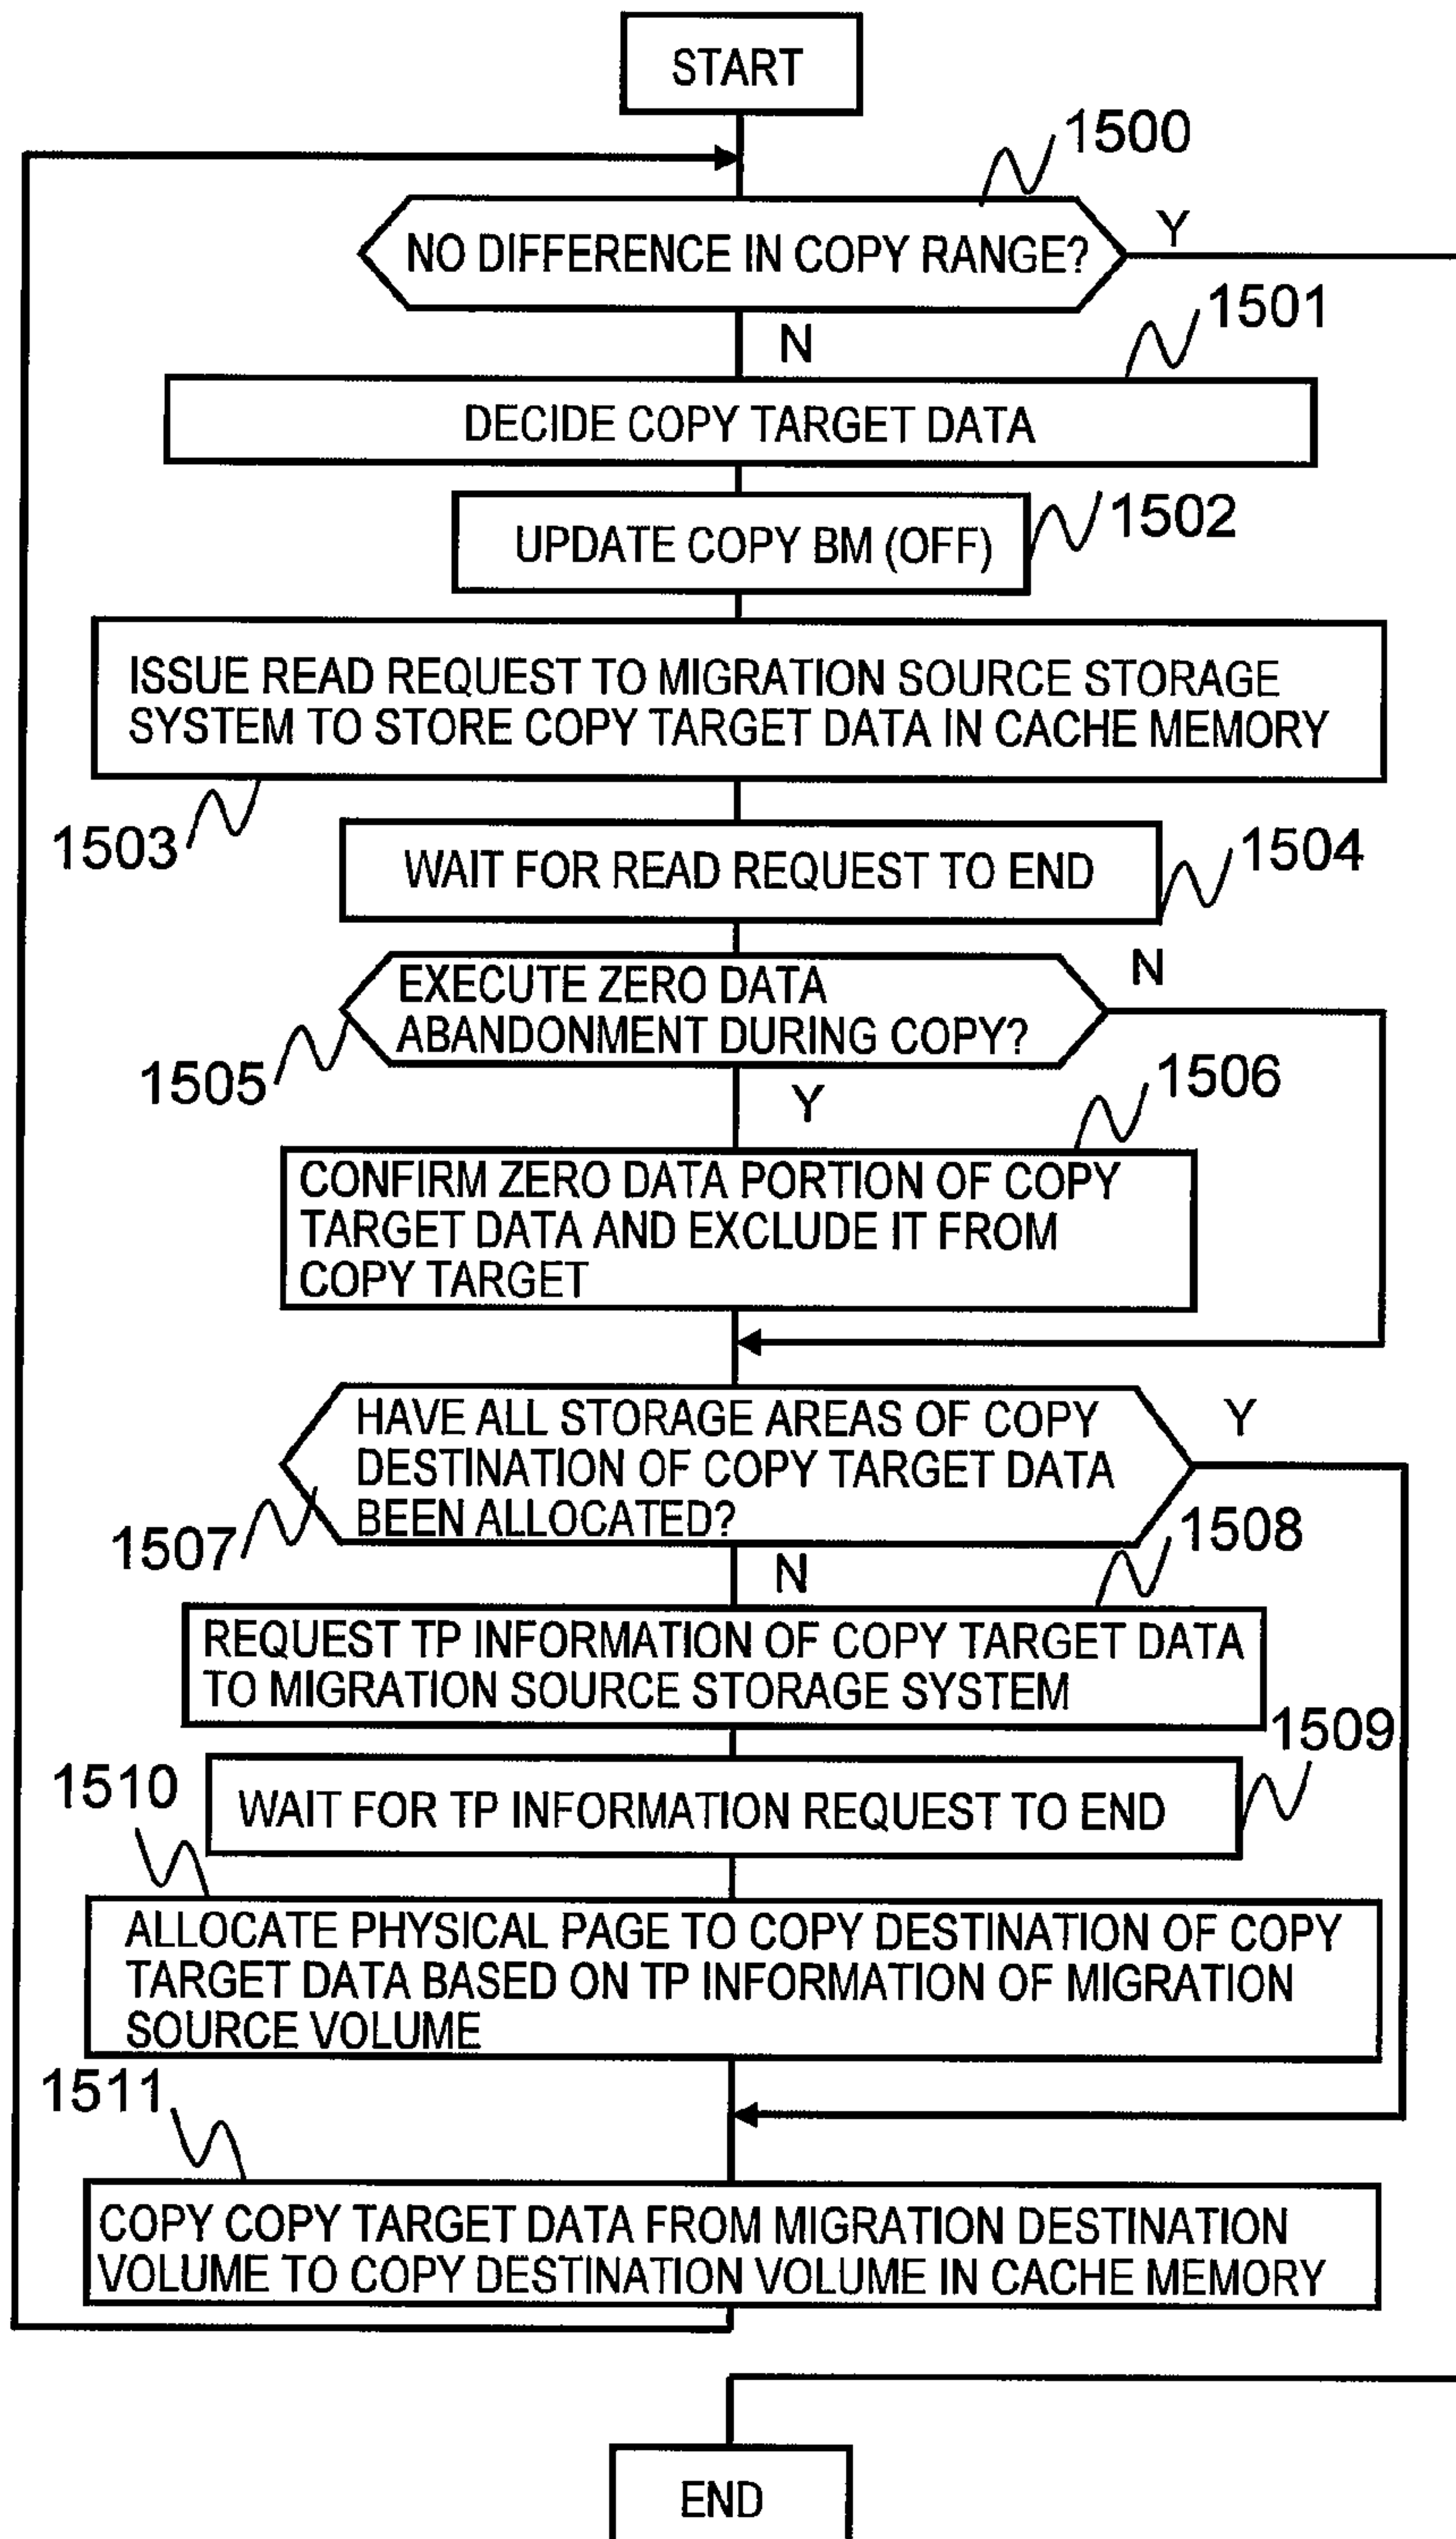 START
1500
NO DIFFERENCE IN COPY RANGE?
Y
N
1501
DECIDE COPY TARGET DATA
UPDATE COPY BM (OFF)
1502
ISSUE READ REQUEST TO MIGRATION SOURCE STORAGE
SYSTEM TO STORE COPY TARGET DATA IN CACHE MEMORY
1503
WAIT FOR READ REQUEST TO END
1504
EXECUTE ZERO DATA
ABANDONMENT DURING COPY?
N
1505
Y
1506
CONFIRM ZERO DATA PORTION OF COPY
TARGET DATA AND EXCLUDE IT FROM
COPY TARGET
HAVE ALL STORAGE AREAS OF COPY
DESTINATION OF COPY TARGET DATA
BEEN ALLOCATED?
Y
1507
N
1508
REQUEST TP INFORMATION OF COPY TARGET DATA
TO MIGRATION SOURCE STORAGE SYSTEM
1509
WAIT FOR TP INFORMATION REQUEST TO END
1510
ALLOCATE PHYSICAL PAGE TO COPY DESTINATION OF COPY
TARGET DATA BASED ON TP INFORMATION OF MIGRATION
SOURCE VOLUME
1511
COPY COPY TARGET DATA FROM MIGRATION DESTINATION
VOLUME TO COPY DESTINATION VOLUME IN CACHE MEMORY
END